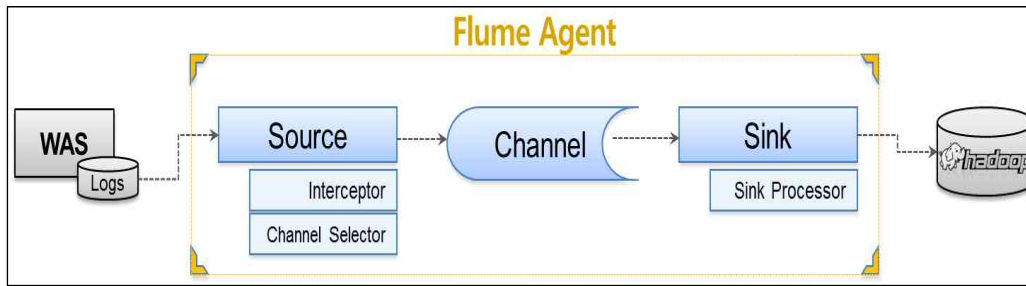 Flume Agent
WAS
Logs
Source
Interceptor
Channel Selector
Channel
Sink
Sink Processor
hadoop